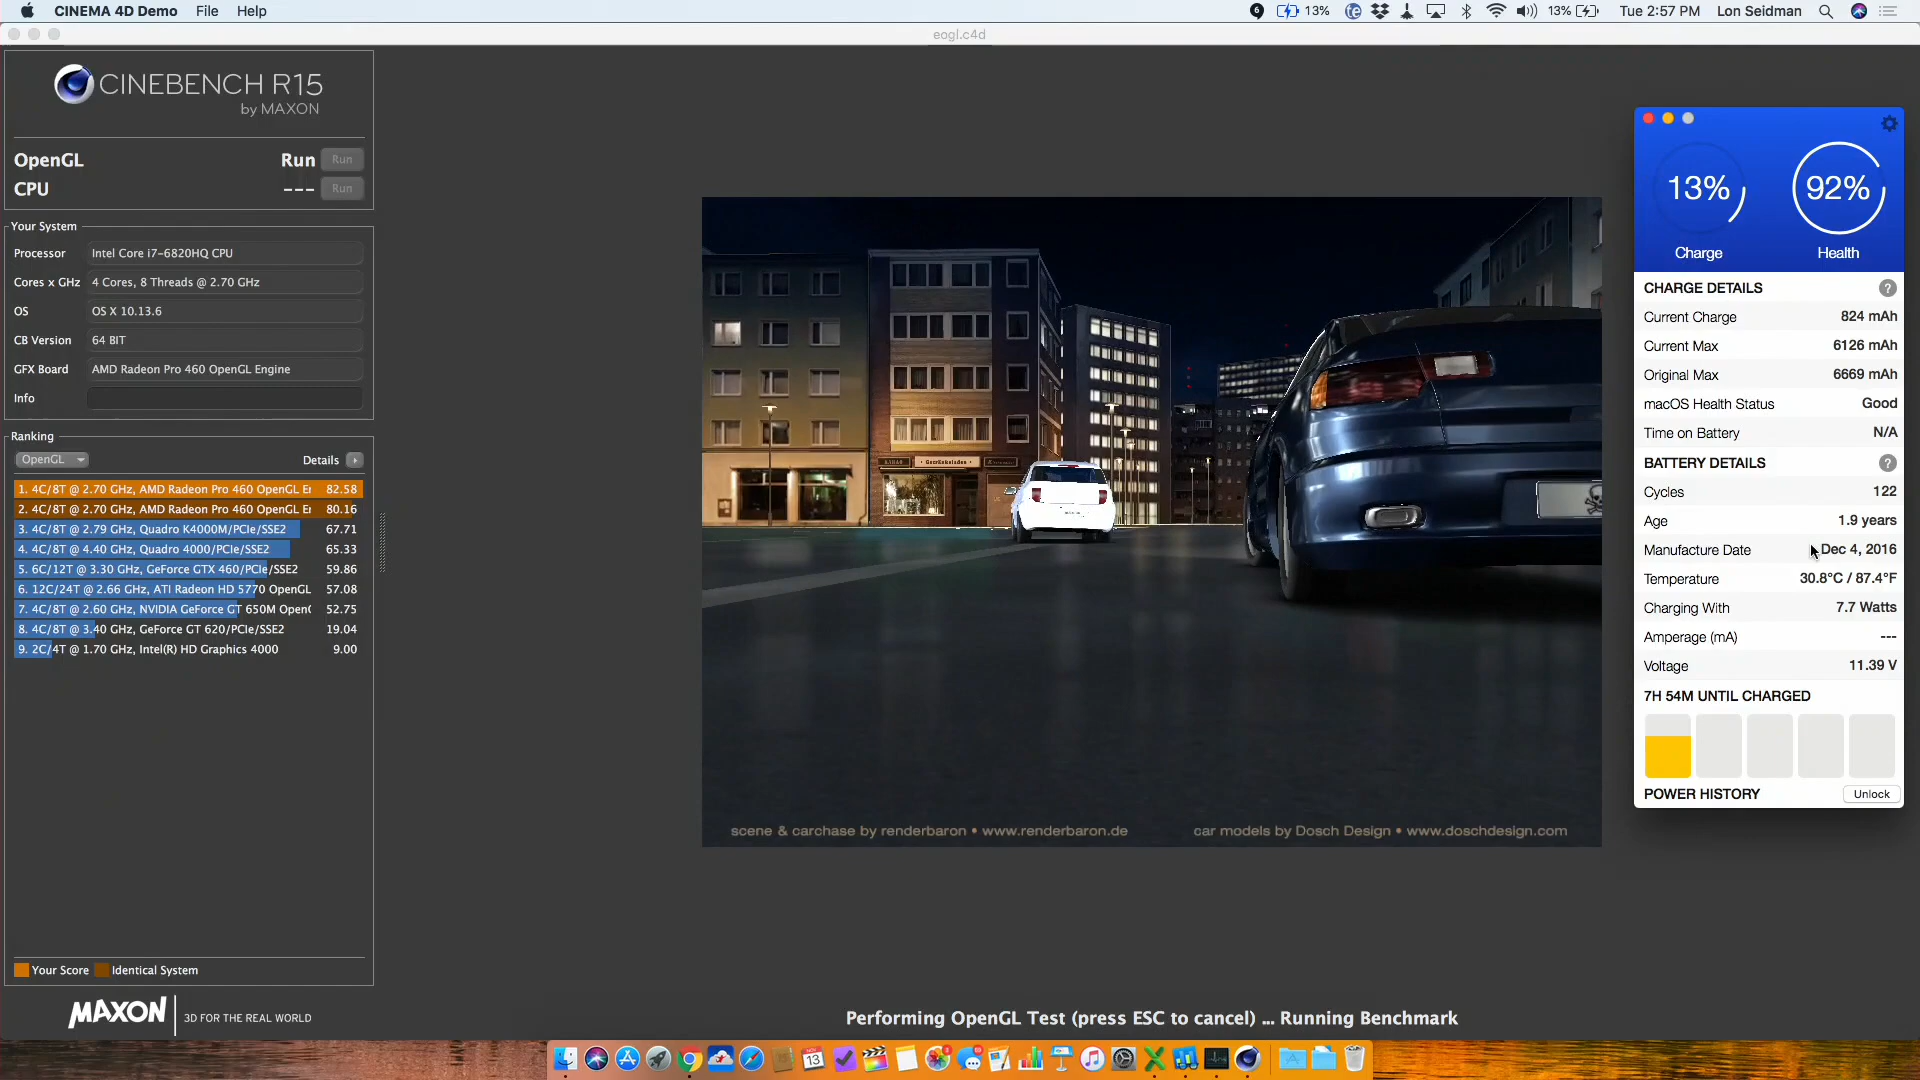 CINEMA 4D Demo File Help
13% 13% Tue 2:57 PM Lon Seidman
eogl.c4d
CINEBENCH R15
by MAXON
OpenGL Run Run
CPU --- Run
Your System
Processor Intel Core i7-6820HQ CPU
Cores x GHz 4 Cores, 8 Threads @ 2.70 GHz
OS OS X 10.13.6
CB Version 64 BIT
GFX Board AMD Radeon Pro 460 OpenGL Engine
Info
Ranking
OpenGL Details
1. 4C/8T @ 2.70 GHz, AMD Radeon Pro 460 OpenGL 82.58
2. 4C/8T @ 2.70 GHz, AMD Radeon Pro 460 OpenGL 80.16
3. 4C/8T @ 2.79 GHz, Quadro K4000M/PCIe/SSE2 67.71
4. 4C/8T @ 4.40 GHz, Quadro 4000/PCIe/SSE2 65.33
5. 6C/12T @ 3.30 GHz, GeForce GTX 460/PCIe/SSE2 59.86
6. 12C/24T @ 2.66 GHz, ATI Radeon HD 5770 OpenGL 57.08
7. 4C/8T @ 2.60 GHz, NVIDIA GeForce GT 650M Open 52.75
8. 4C/8T @ 3.40 GHz, GeForce GT 620/PCIe/SSE2 19.04
9. 2C/4T @ 1.70 GHz, Intel(R) HD Graphics 4000 9.00
Your Score Identical System
MAXON 3D FOR THE REAL WORLD
scene & carchase by renderbaron • www.renderbaron.de car models by Dosch Design • www.doschdesign.com
Performing OpenGL Test (press ESC to cancel) ... Running Benchmark
13% 92%
Charge Health
CHARGE DETAILS ?
Current Charge 824 mAh
Current Max 6126 mAh
Original Max 6669 mAh
macOS Health Status Good
Time on Battery N/A
BATTERY DETAILS ?
Cycles 122
Age 1.9 years
Manufacture Date Dec 4, 2016
Temperature 30.8°C / 87.4°F
Charging With 7.7 Watts
Amperage (mA) ---
Voltage 11.39 V
7H 54M UNTIL CHARGED
POWER HISTORY Unlock
13